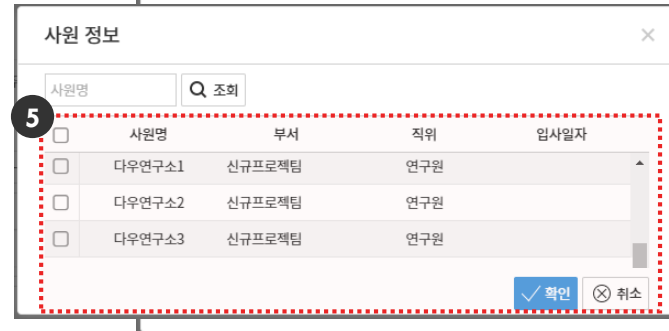 사원 정보
사원명 조회
5
사원명 부서 직위 입사일자
다우연구소1 신규프로젝팀 연구원
다우연구소2 신규프로젝팀 연구원
다우연구소3 신규프로젝팀 연구원
확인 취소